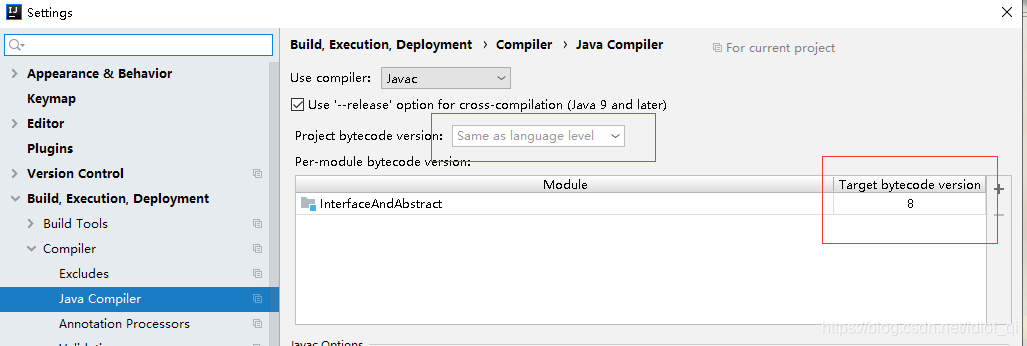 IJ Settings
Build, Execution, Deployment › Compiler › Java Compiler For current project
Appearance & Behavior
Keymap
Editor
Plugins
Version Control
Build, Execution, Deployment
Build Tools
Compiler
Excludes
Java Compiler
Annotation Processors
Use compiler: Javac
Use '--release' option for cross-compilation (Java 9 and later)
Project bytecode version: Same as language level
Per-module bytecode version:
Module Target bytecode version
InterfaceAndAbstract 8
Javac Options
https://blog.csdn.net/idiot_qi